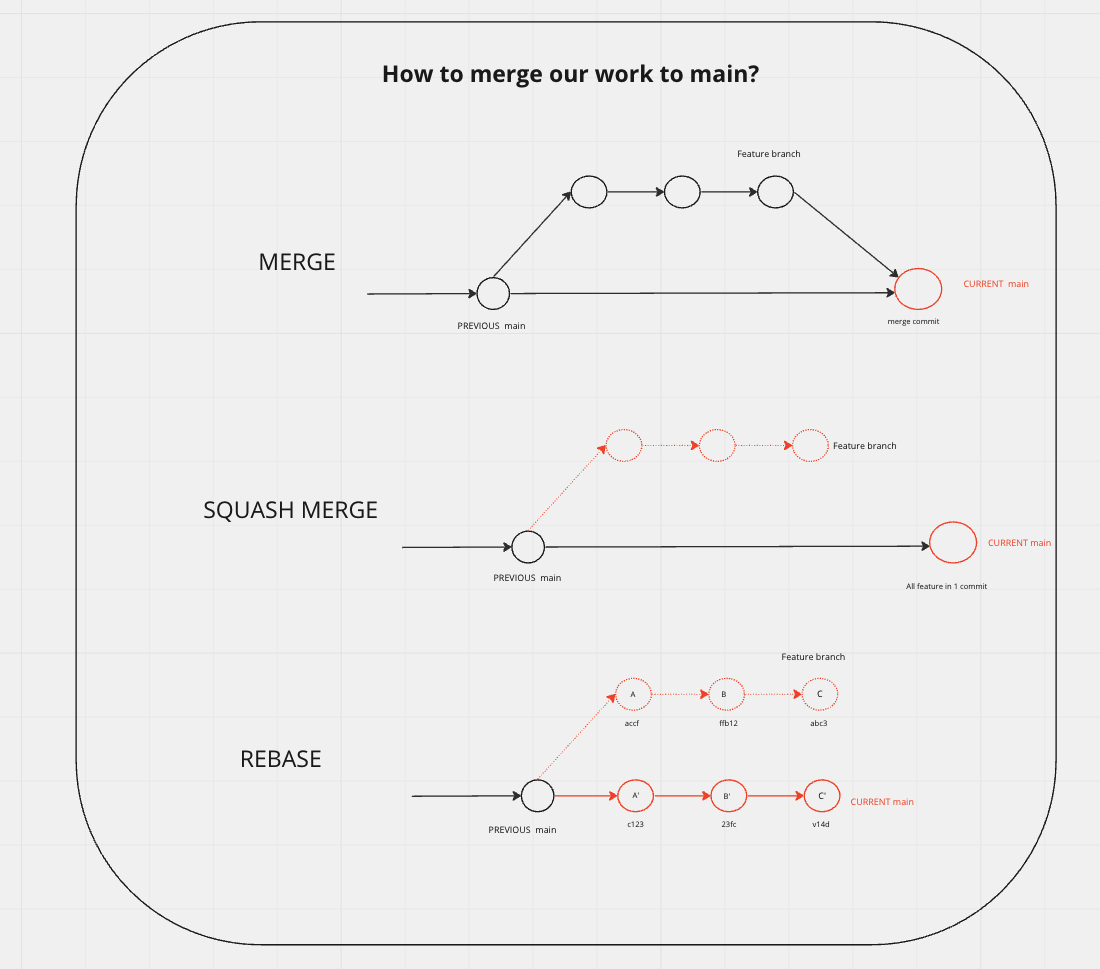 How to merge our work to main?
Feature branch
MERGE
CURRENT main
merge commit
PREVIOUS main
Feature branch
SQUASH MERGE
CURRENT main
PREVIOUS main
All feature in 1 commit
Feature branch
A
B
C
accf
ffb12
abc3
REBASE
A'
B'
C'
CURRENT main
c123
23fc
v14d
PREVIOUS main